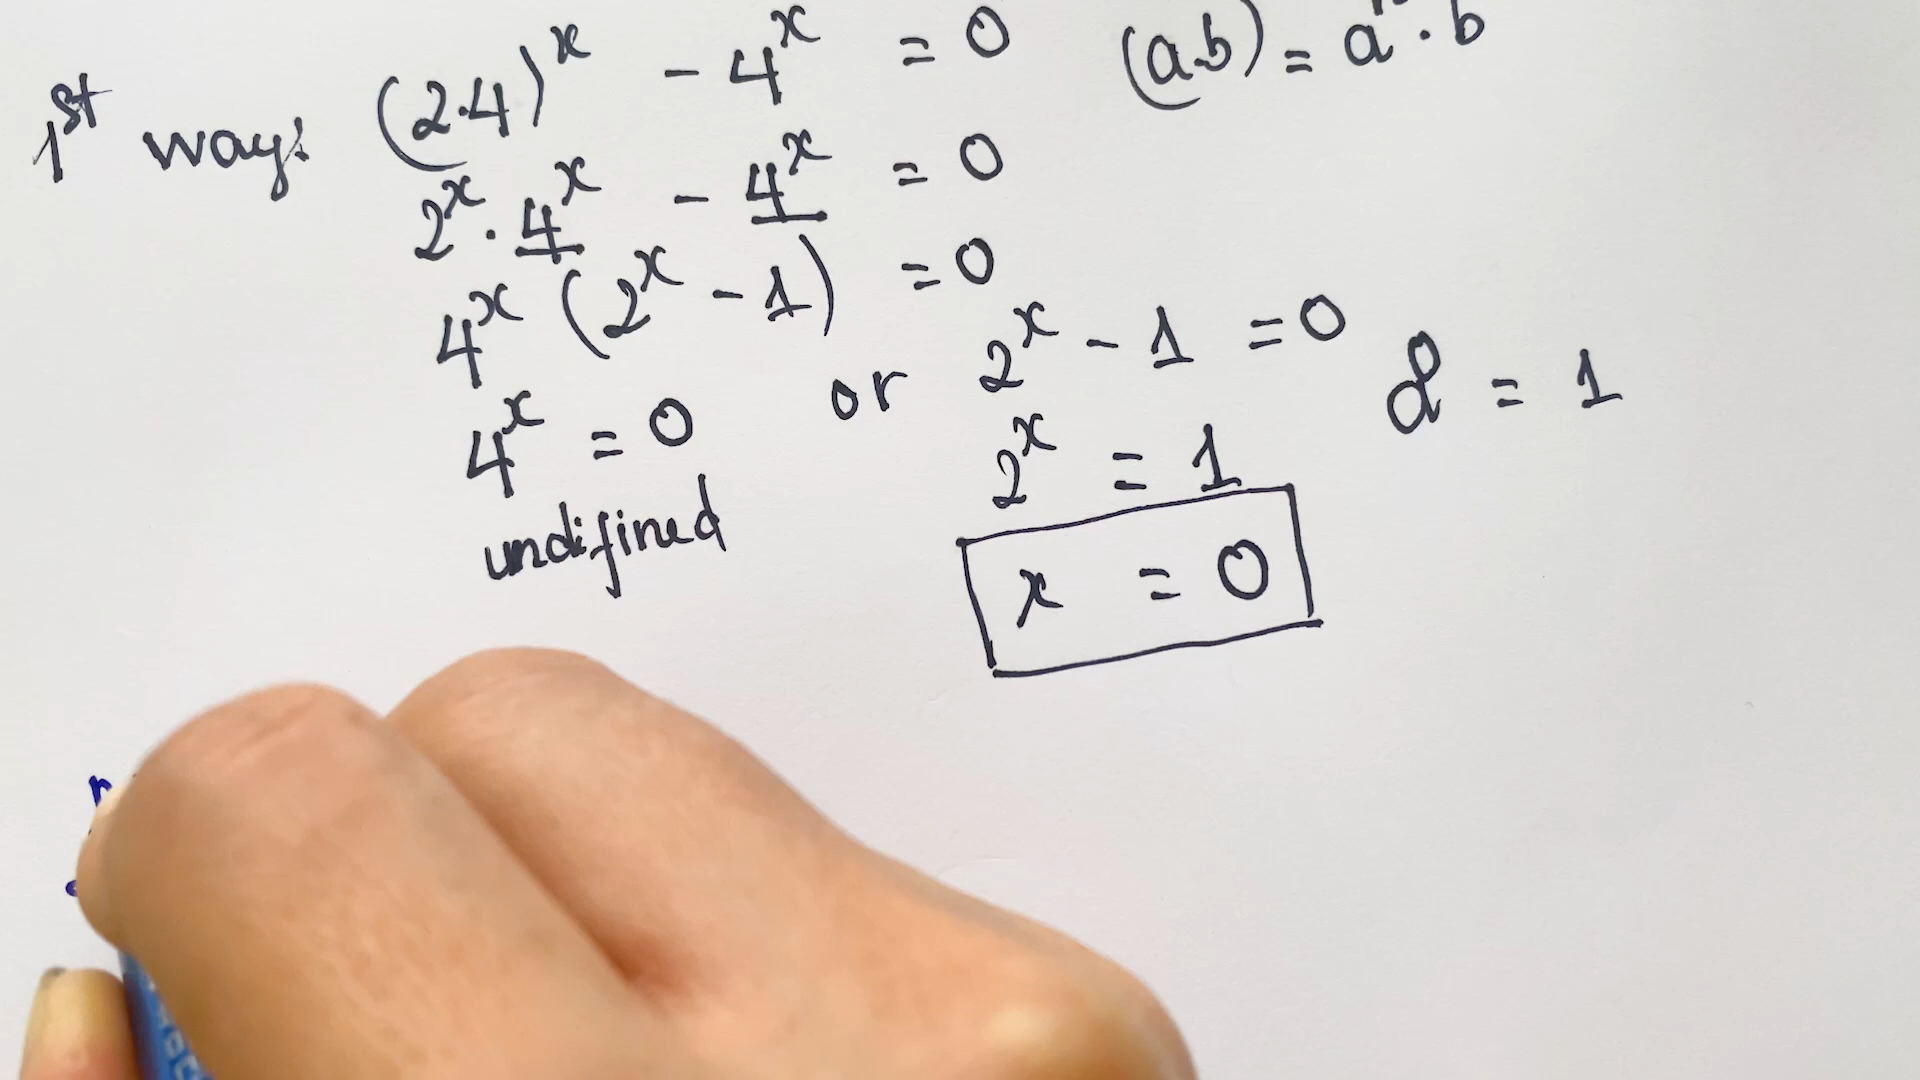 1st way: (2·4)^x - 4^x = 0 (a·b) = a^n · b
2^x · 4^x - 4^x = 0
4^x (2^x - 1) = 0
4^x = 0 or 2^x - 1 = 0 a^0 = 1
undifined 2^x = 1
x = 0